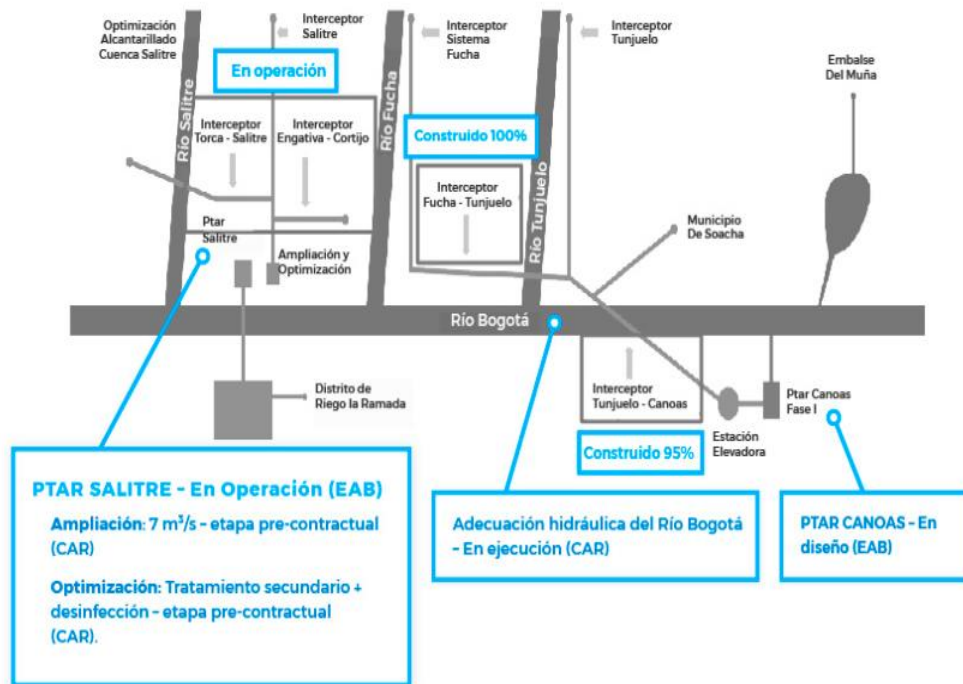 Optimización
Alcantarillado
Cuenca Salitre
Interceptor
Salitre
Interceptor
Sistema
Fucha
Interceptor
Tunjuelo
Embalse
Del Muña
En operación
Río Salitre
Río Fucha
Río Tunjuelo
Interceptor
Torca - Salitre
Interceptor
Engativa - Cortijo
Construido 100%
Interceptor
Fucha - Tunjuelo
Municipio
De Soacha
Ptar
Salitre
Ampliación y
Optimización
Río Bogotá
Distrito de
Riego la Ramada
Interceptor
Tunjuelo - Canoas
Ptar Canoas
Fase I
Estación
Elevadora
Construido 95%
PTAR SALITRE – En Operación (EAB)
Ampliación: 7 m³/s – etapa pre-contractual
(CAR)
Optimización: Tratamiento secundario +
desinfección – etapa pre-contractual
(CAR).
Adecuación hidráulica del Río Bogotá
– En ejecución (CAR)
PTAR CANOAS – En
diseño (EAB)